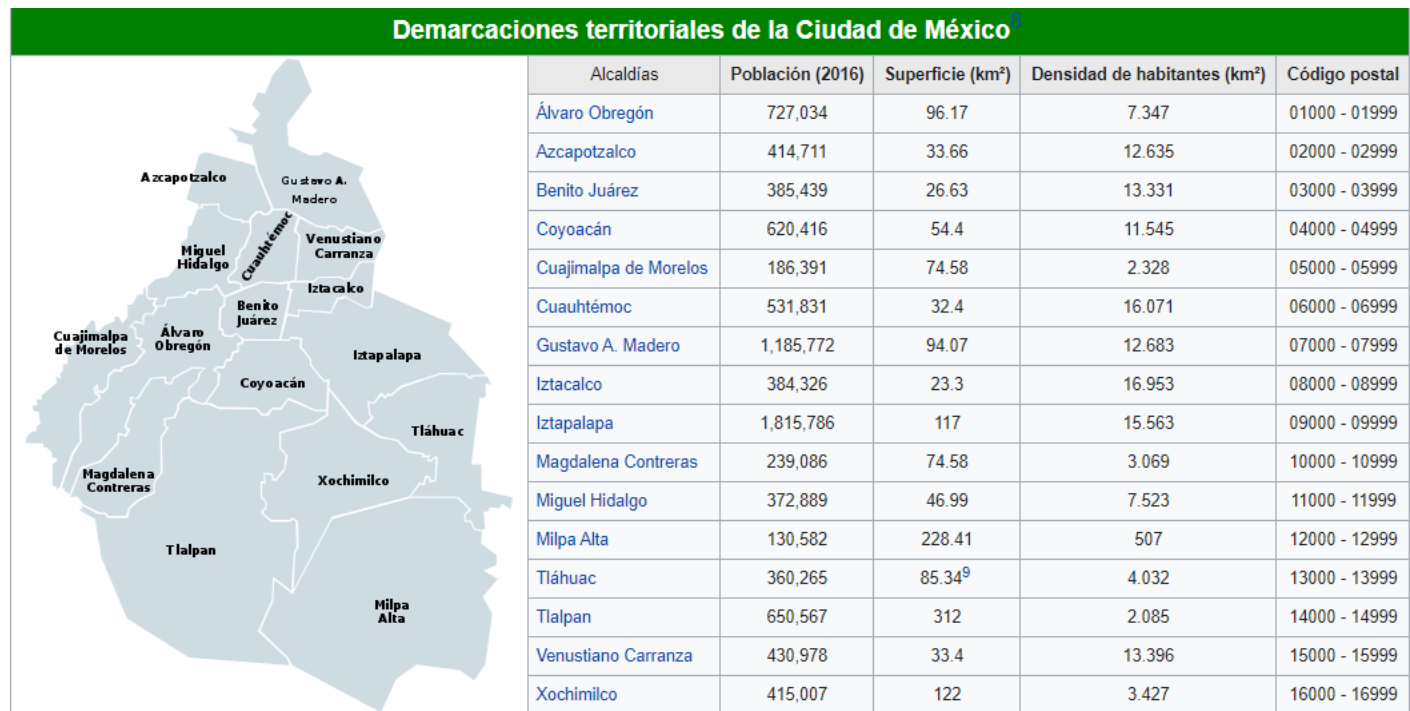 Demarcaciones territoriales de la Ciudad de México8
Azcapotzalco
Gustavo A.
Madero
Miguel
Hidalgo
Cuauhtémoc
Venustiano
Carranza
Iztacalco
Benito
Juárez
Cuajimalpa
de Morelos
Álvaro
Obregón
Iztapalapa
Coyoacán
Tláhuac
Magdalena
Contreras
Xochimilco
Tlalpan
Milpa
Alta
Alcaldías Población (2016) Superficie (km²) Densidad de habitantes (km²) Código postal
Álvaro Obregón 727,034 96.17 7.347 01000 - 01999
Azcapotzalco 414,711 33.66 12.635 02000 - 02999
Benito Juárez 385,439 26.63 13.331 03000 - 03999
Coyoacán 620,416 54.4 11.545 04000 - 04999
Cuajimalpa de Morelos 186,391 74.58 2.328 05000 - 05999
Cuauhtémoc 531,831 32.4 16.071 06000 - 06999
Gustavo A. Madero 1,185,772 94.07 12.683 07000 - 07999
Iztacalco 384,326 23.3 16.953 08000 - 08999
Iztapalapa 1,815,786 117 15.563 09000 - 09999
Magdalena Contreras 239,086 74.58 3.069 10000 - 10999
Miguel Hidalgo 372,889 46.99 7.523 11000 - 11999
Milpa Alta 130,582 228.41 507 12000 - 12999
Tláhuac 360,265 85.349 4.032 13000 - 13999
Tlalpan 650,567 312 2.085 14000 - 14999
Venustiano Carranza 430,978 33.4 13.396 15000 - 15999
Xochimilco 415,007 122 3.427 16000 - 16999